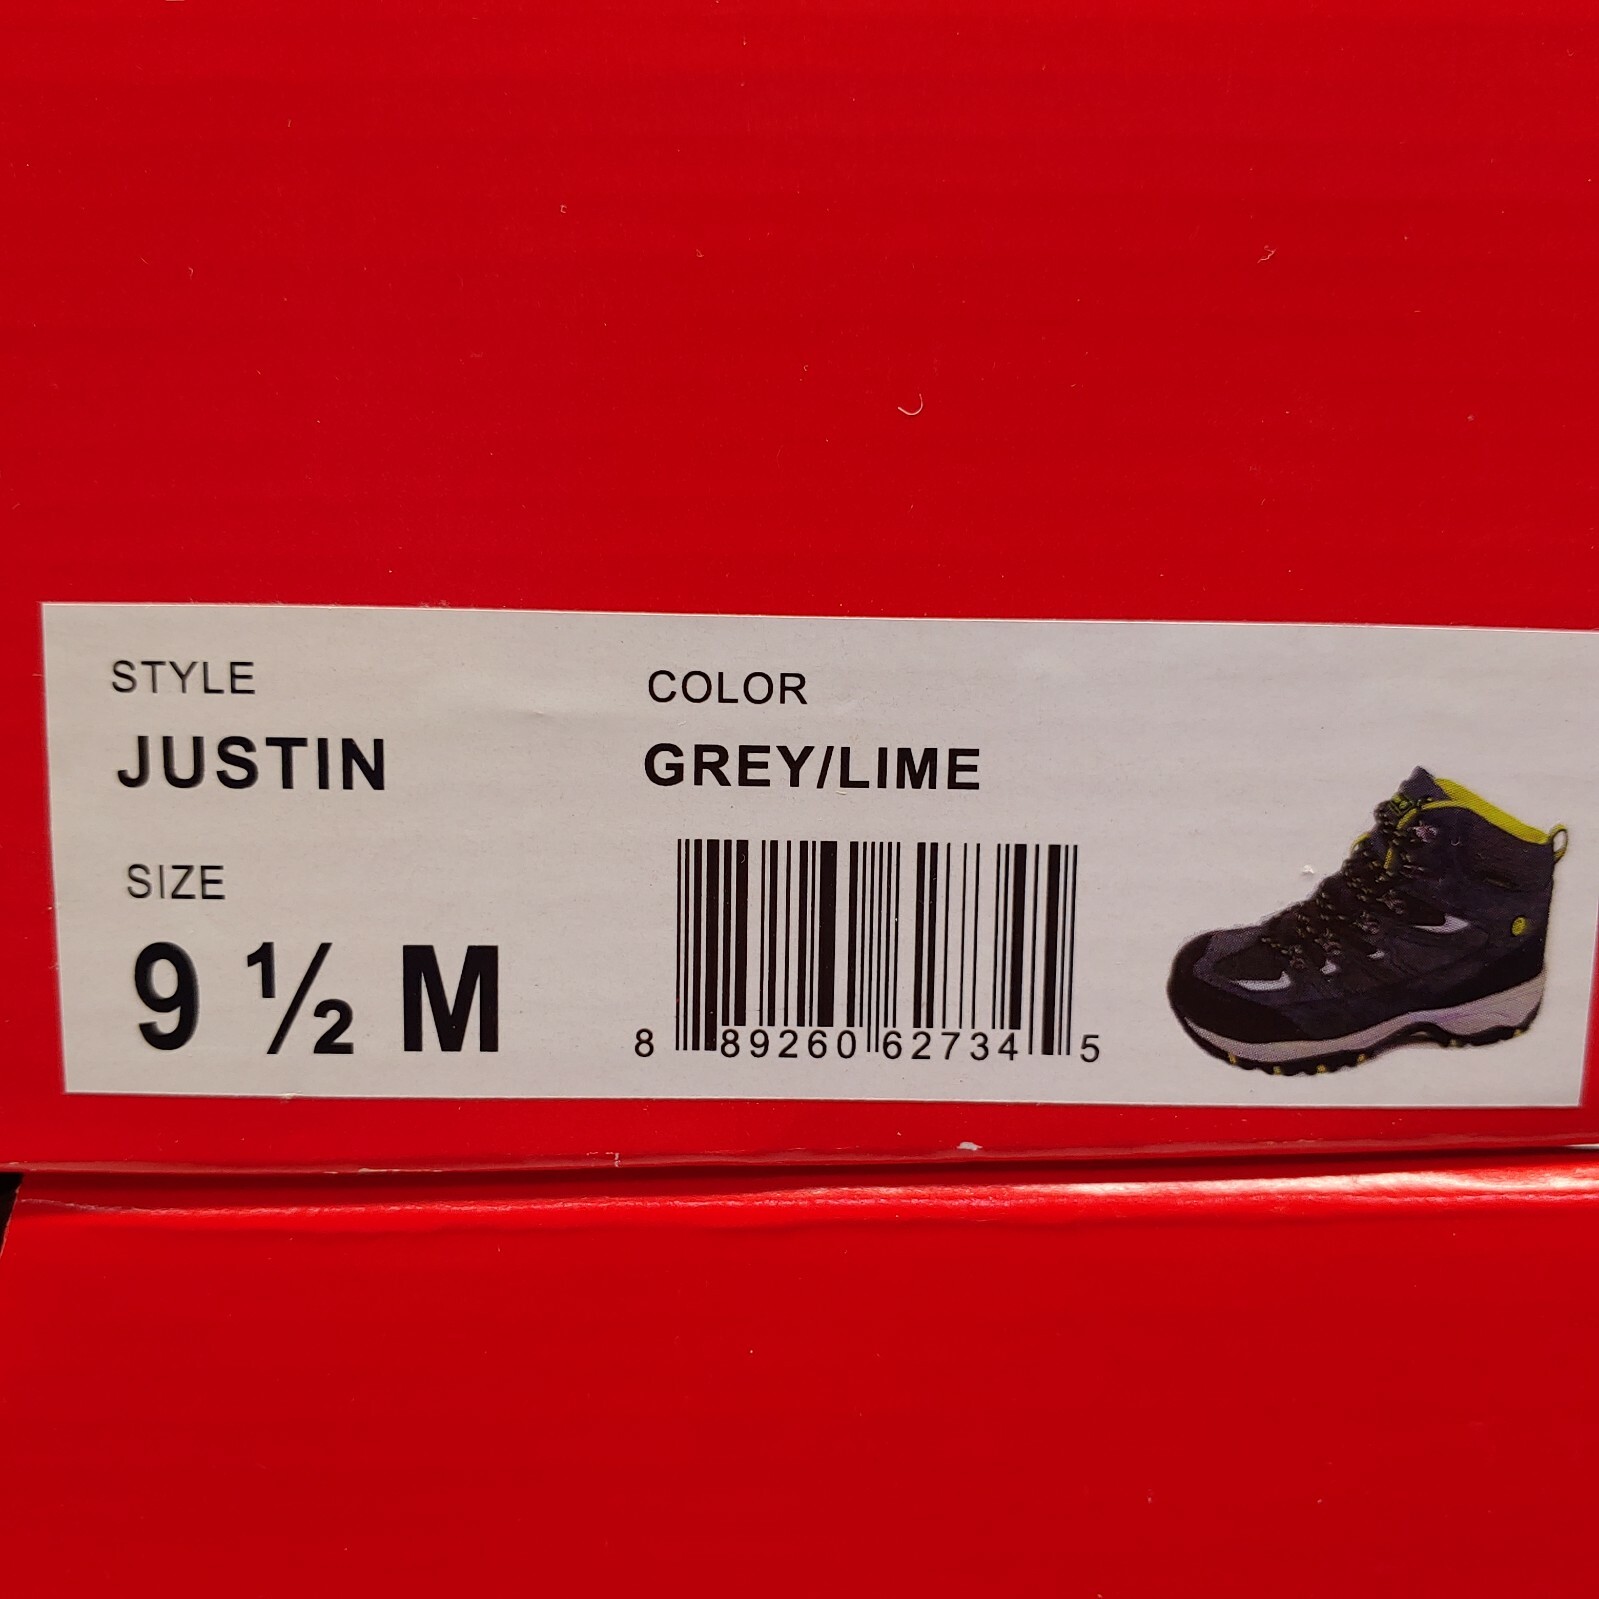 STYLE
JUSTIN
COLOR
GREY/LIME
SIZE
9 ½ M
8 89260 62734 5